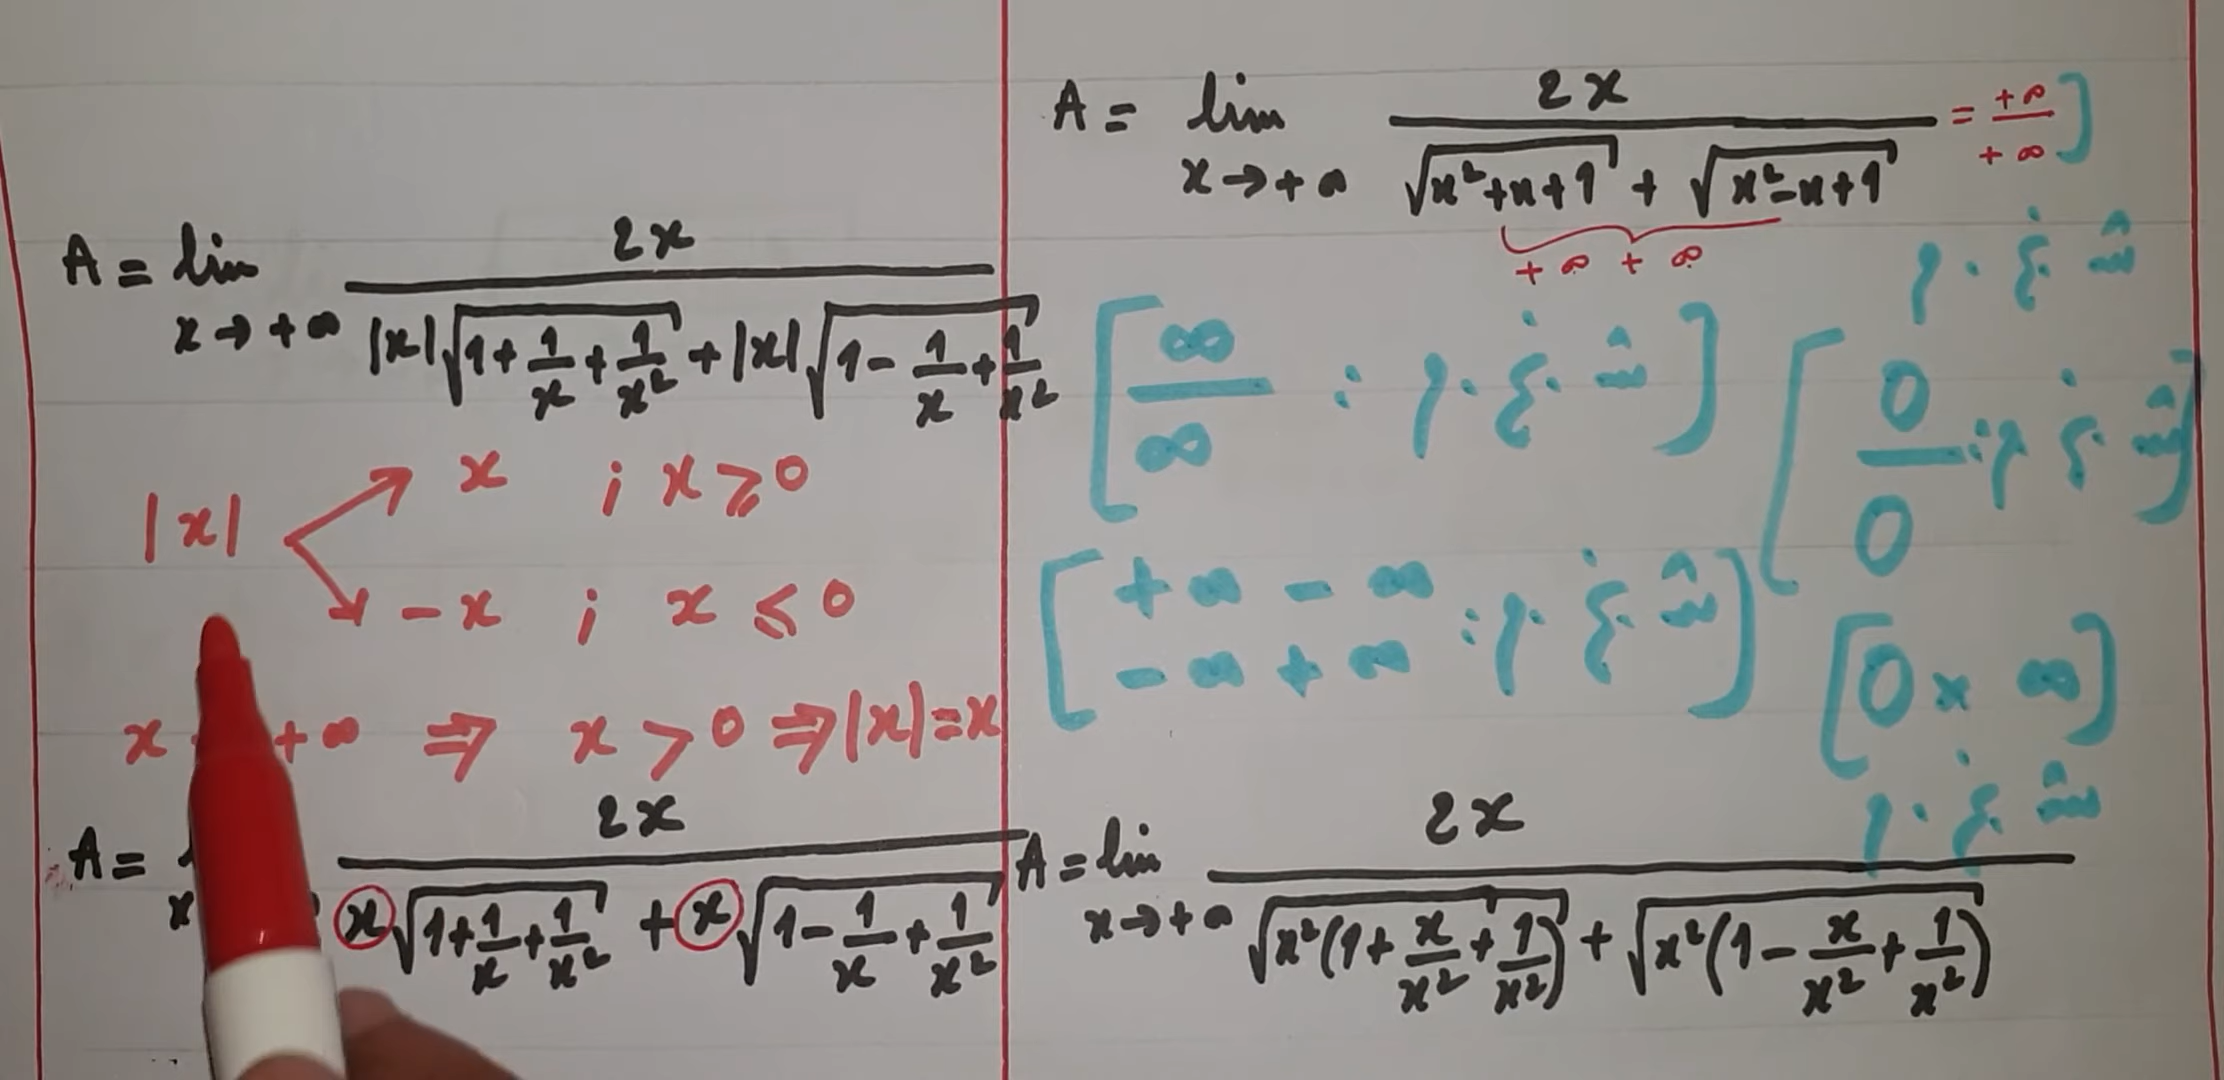 A = lim 2x / (√(x²+x+1) + √(x²-x+1)) = +∞/+∞ ]
x→+∞
+∞ + ∞
[ ∞/∞ : ]
[ 0/0 : ]
[ +∞ - ∞
-∞ + ∞ : ]
[ 0 × ∞ ]
A = lim 2x / (√(x²(1 + x/x² + 1/x²)) + √(x²(1 - x/x² + 1/x²)))
x→+∞
A = lim 2x / (|x|√(1 + 1/x + 1/x²) + |x|√(1 - 1/x + 1/x²))
x→+∞
|x| x ; x ⩾ 0
-x ; x ⩽ 0
x +∞ ⇒ x > 0 ⇒ |x| = x
A = 2x / (x√(1 + 1/x + 1/x²) + x√(1 - 1/x + 1/x²))
x